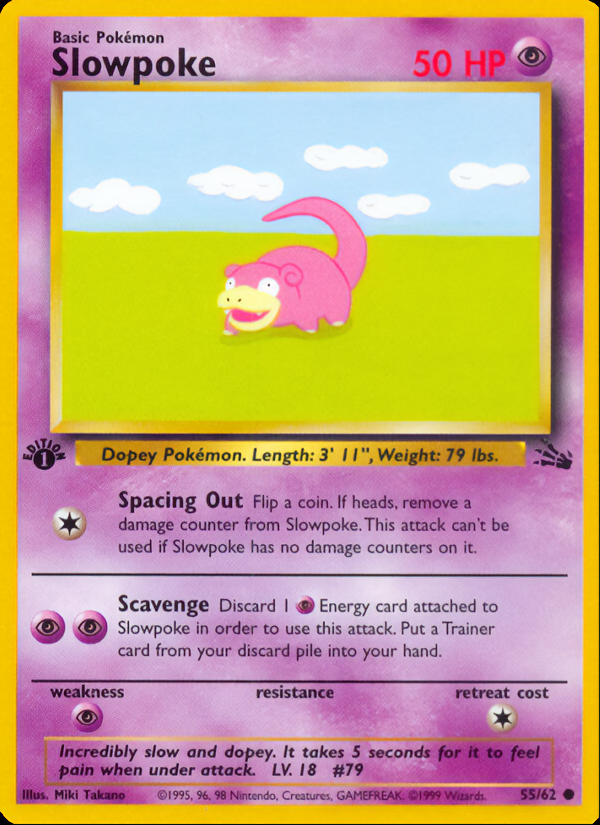 Basic Pokémon
Slowpoke 50 HP
EDITION
1
Dopey Pokémon. Length: 3' 11", Weight: 79 lbs.
Spacing Out Flip a coin. If heads, remove a
damage counter from Slowpoke. This attack can't be
used if Slowpoke has no damage counters on it.
Scavenge Discard 1 Energy card attached to
Slowpoke in order to use this attack. Put a Trainer
card from your discard pile into your hand.
weakness resistance retreat cost
Incredibly slow and dopey. It takes 5 seconds for it to feel
pain when under attack. LV. 18 #79
Illus. Miki Takano ©1995, 96, 98 Nintendo, Creatures, GAMEFREAK. ©1999 Wizards. 55/62